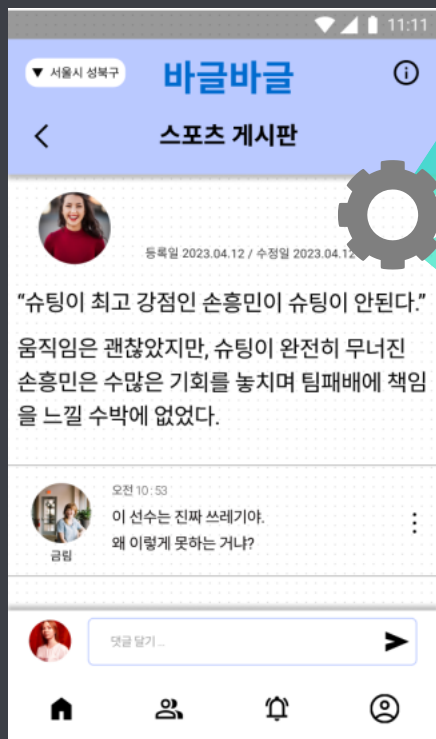 11:11
▼ 서울시 성북구
바글바글
스포츠 게시판
등록일 2023.04.12 / 수정일 2023.04.12
“슈팅이 최고 강점인 손흥민이 슈팅이 안된다.”
움직임은 괜찮았지만, 슈팅이 완전히 무너진
손흥민은 수많은 기회를 놓치며 팀패배에 책임
을 느낄 수박에 없었다.
오전 10:53
이 선수는 진짜 쓰레기야.
왜 이렇게 못하는 거냐?
금림
댓글 달기 ...